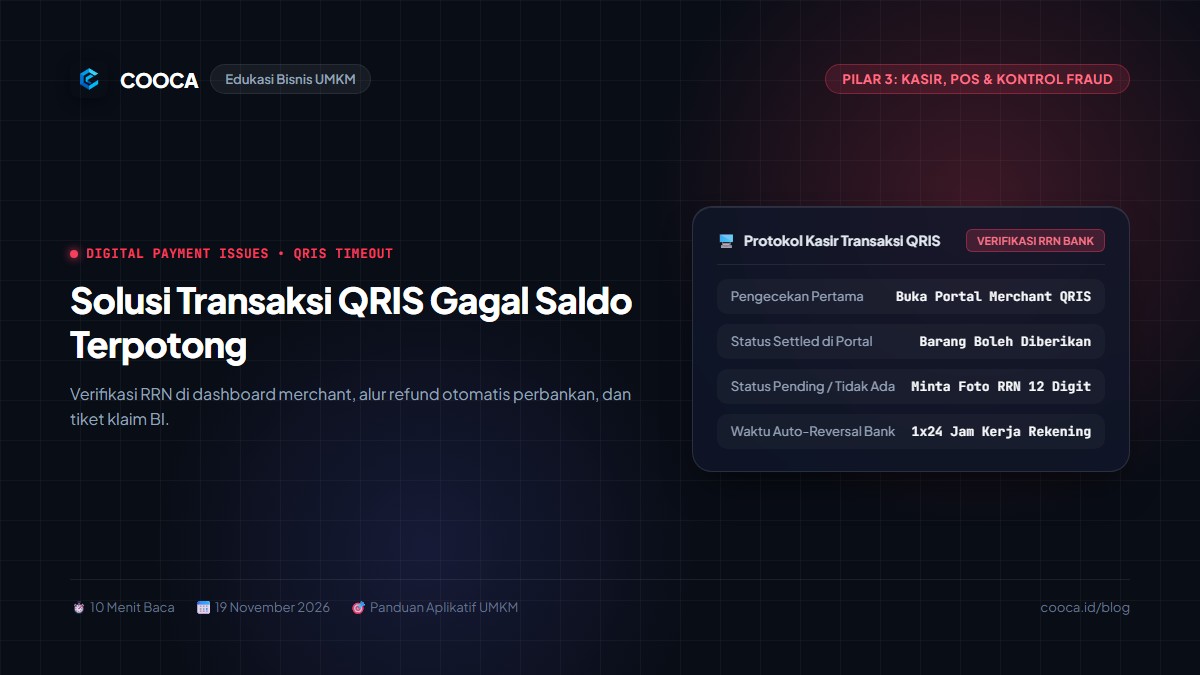 COOCA
Edukasi Bisnis UMKM
PILAR 3: KASIR, POS & KONTROL FRAUD
DIGITAL PAYMENT ISSUES • QRIS TIMEOUT
Solusi Transaksi QRIS Gagal Saldo
Terpotong
Verifikasi RRN di dashboard merchant, alur refund otomatis perbankan, dan
tiket klaim BI.
Protokol Kasir Transaksi QRIS
VERIFIKASI RRN BANK
Pengecekan Pertama Buka Portal Merchant QRIS
Status Settled di Portal Barang Boleh Diberikan
Status Pending / Tidak Ada Minta Foto RRN 12 Digit
Waktu Auto-Reversal Bank 1x24 Jam Kerja Rekening
10 Menit Baca
19 November 2026
Panduan Aplikatif UMKM
cooca.id/blog